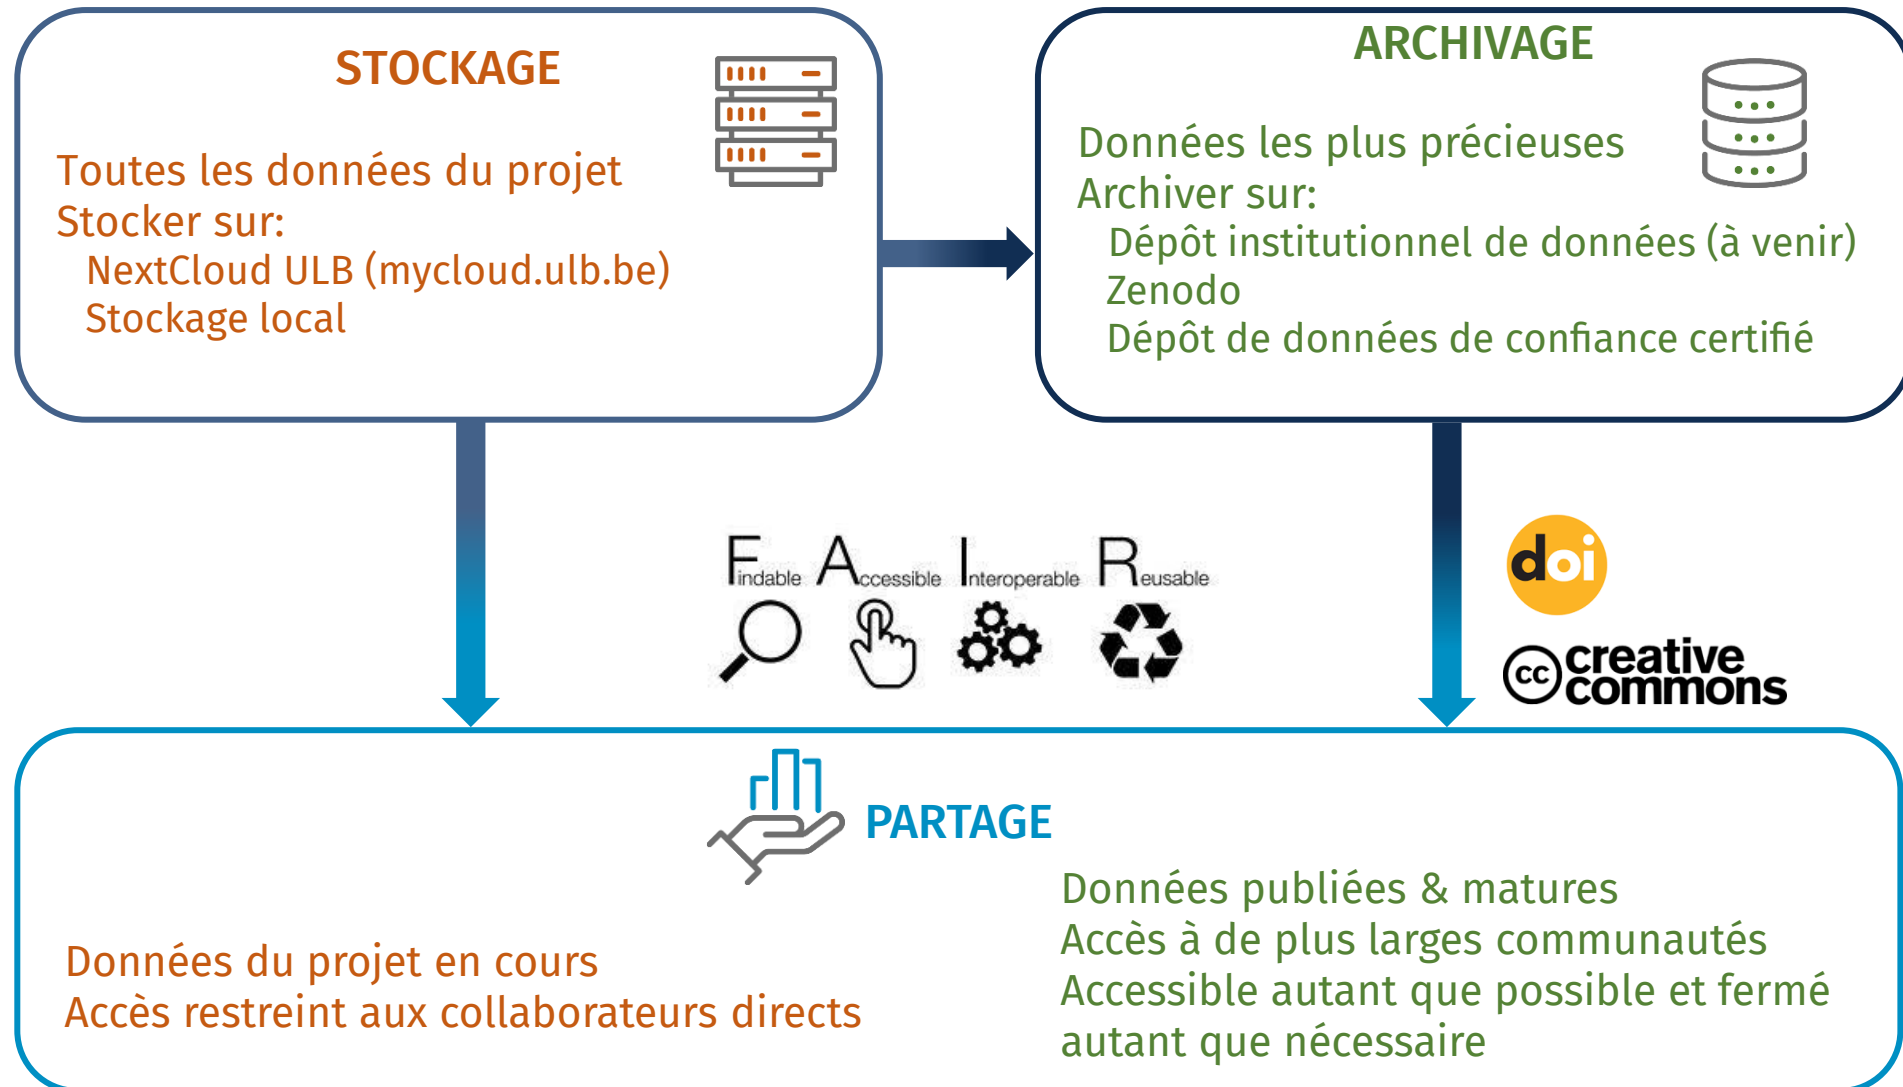 STOCKAGE
Toutes les données du projet
Stocker sur:
NextCloud ULB (mycloud.ulb.be)
Stockage local
ARCHIVAGE
Données les plus précieuses
Archiver sur:
Dépôt institutionnel de données (à venir)
Zenodo
Dépôt de données de confiance certifié
Findable Accessible Interoperable Reusable
doi
cc creative
commons
PARTAGE
Données du projet en cours
Accès restreint aux collaborateurs directs
Données publiées & matures
Accès à de plus larges communautés
Accessible autant que possible et fermé
autant que nécessaire